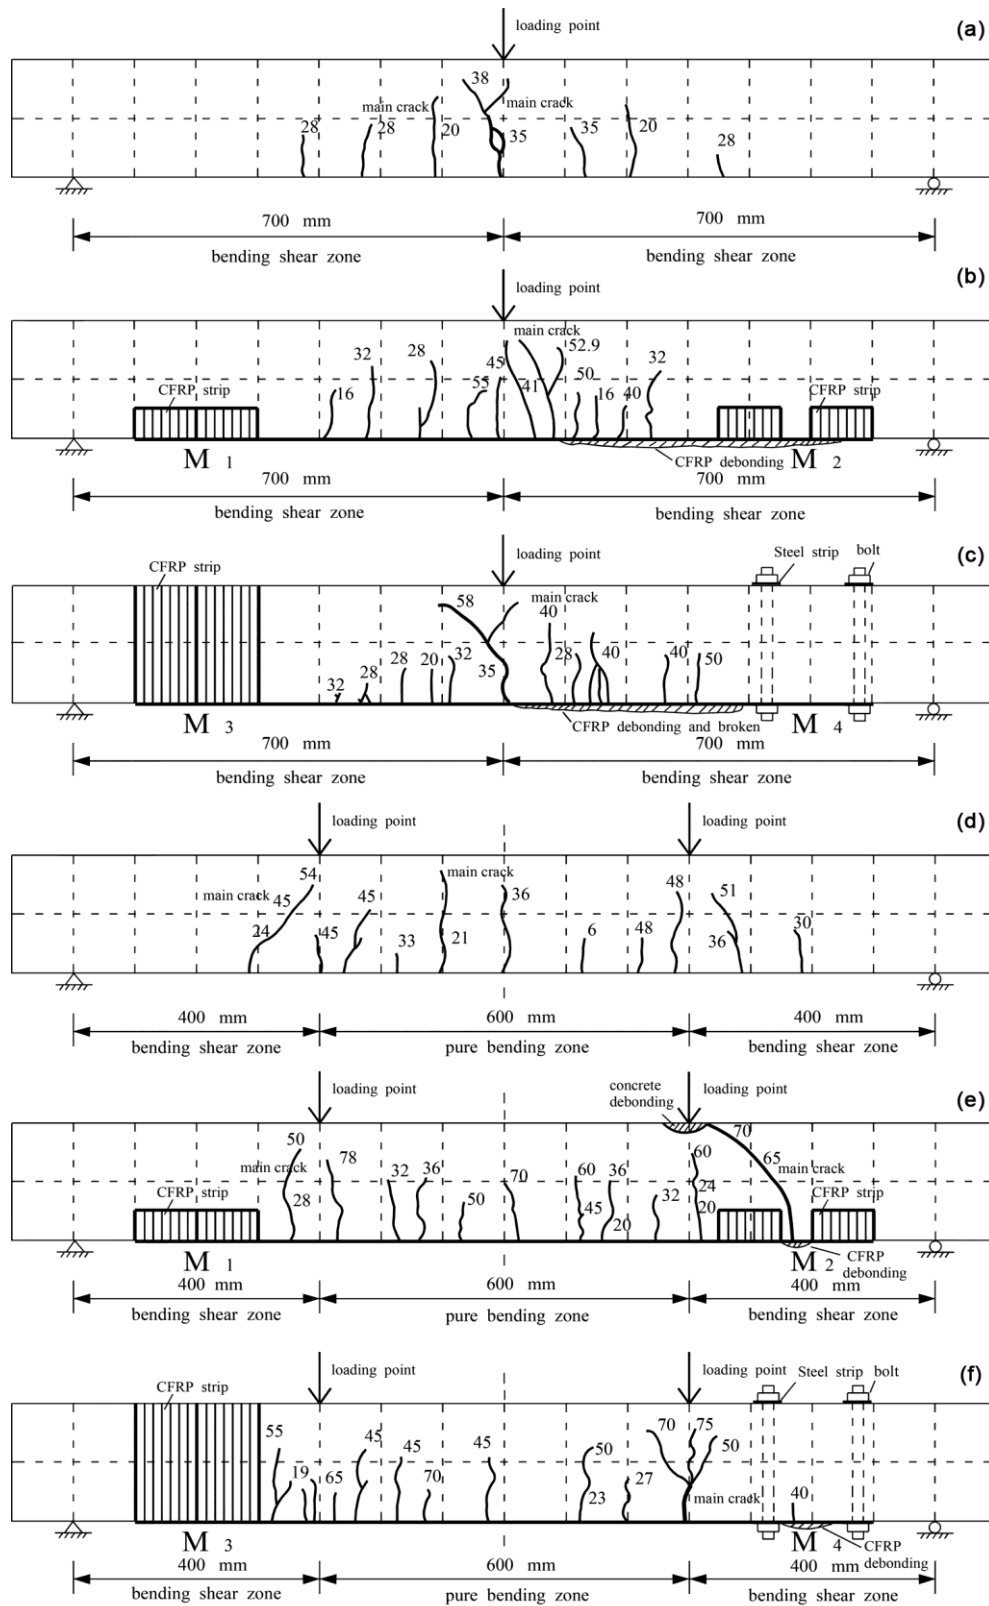 loading point
(a)
38
main crack
main crack
28
28
20
35
35
20
28
700 mm
700 mm
bending shear zone
bending shear zone
(b)
loading point
main crack
52.9
32
28
45
50
32
CFRP strip
16
55
41
16
40
CFRP strip
M 1
CFRP debonding
M 2
700 mm
700 mm
bending shear zone
bending shear zone
(c)
loading point
Steel strip
bolt
CFRP strip
58
main crack
40
32
28
28
20
32
35
28
40
40
50
M 3
CFRP debonding and broken
M 4
700 mm
700 mm
bending shear zone
bending shear zone
(d)
loading point
loading point
54
main crack
main crack
45
45
36
48
51
24
45
33
21
6
48
36
30
400 mm
600 mm
400 mm
bending shear zone
pure bending zone
bending shear zone
(e)
loading point
concrete
debonding
loading point
50
70
78
60
65
main crack
32
36
70
60
36
main crack
CFRP strip
28
50
45
20
32
24
20
CFRP strip
M 1
M 2
CFRP
debonding
400 mm
600 mm
400 mm
bending shear zone
pure bending zone
bending shear zone
(f)
loading point
loading point
Steel strip
bolt
CFRP strip
55
45
45
45
70
75
50
50
19
65
70
23
27
main crack
40
M 3
M 4
CFRP
debonding
400 mm
600 mm
400 mm
bending shear zone
pure bending zone
bending shear zone